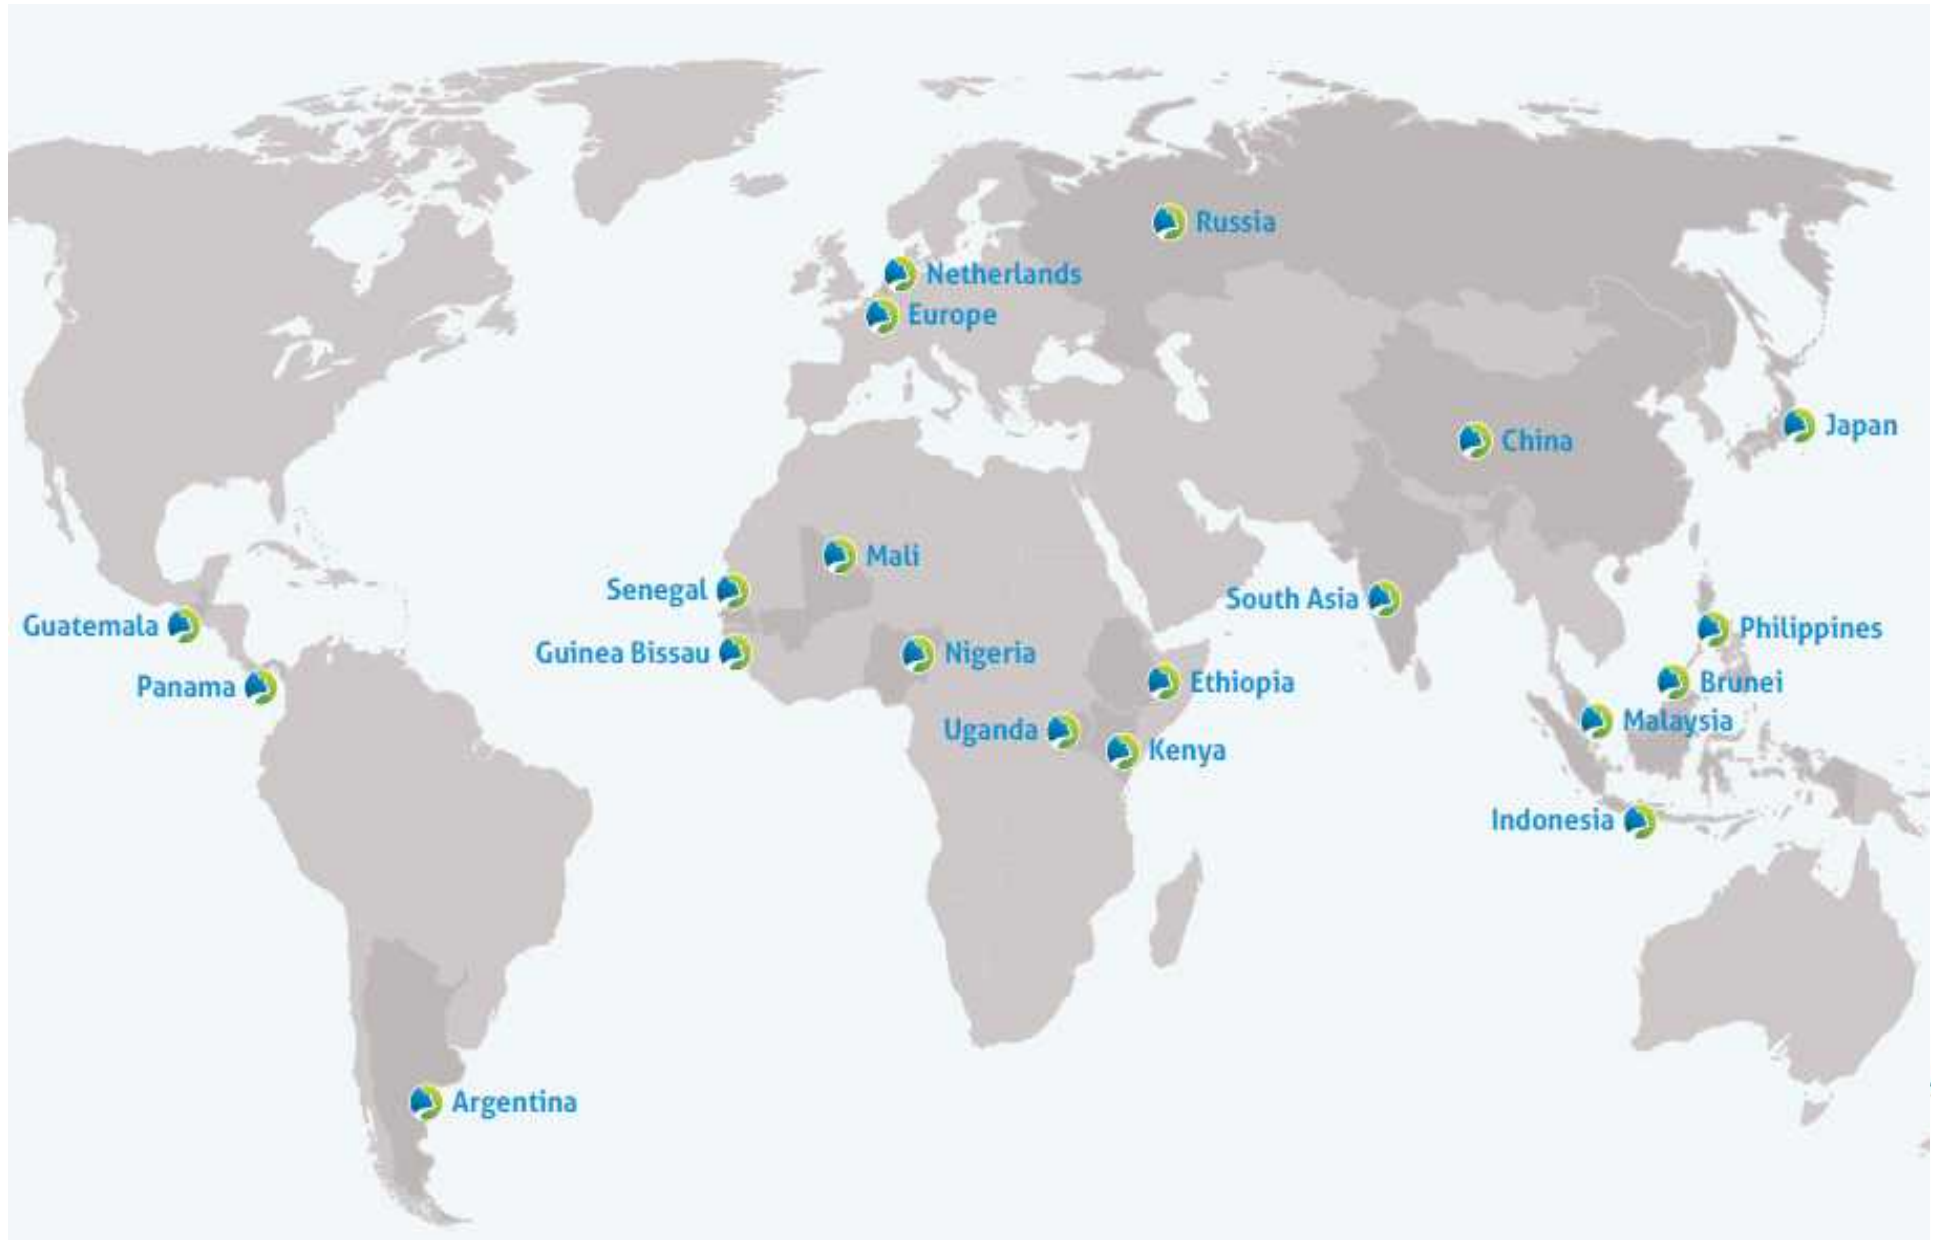 Russia
Netherlands
Europe
Japan
China
Mali
Senegal
South Asia
Guatemala
Philippines
Guinea Bissau
Nigeria
Panama
Ethiopia
Brunei
Uganda
Malaysia
Kenya
Indonesia
Argentina